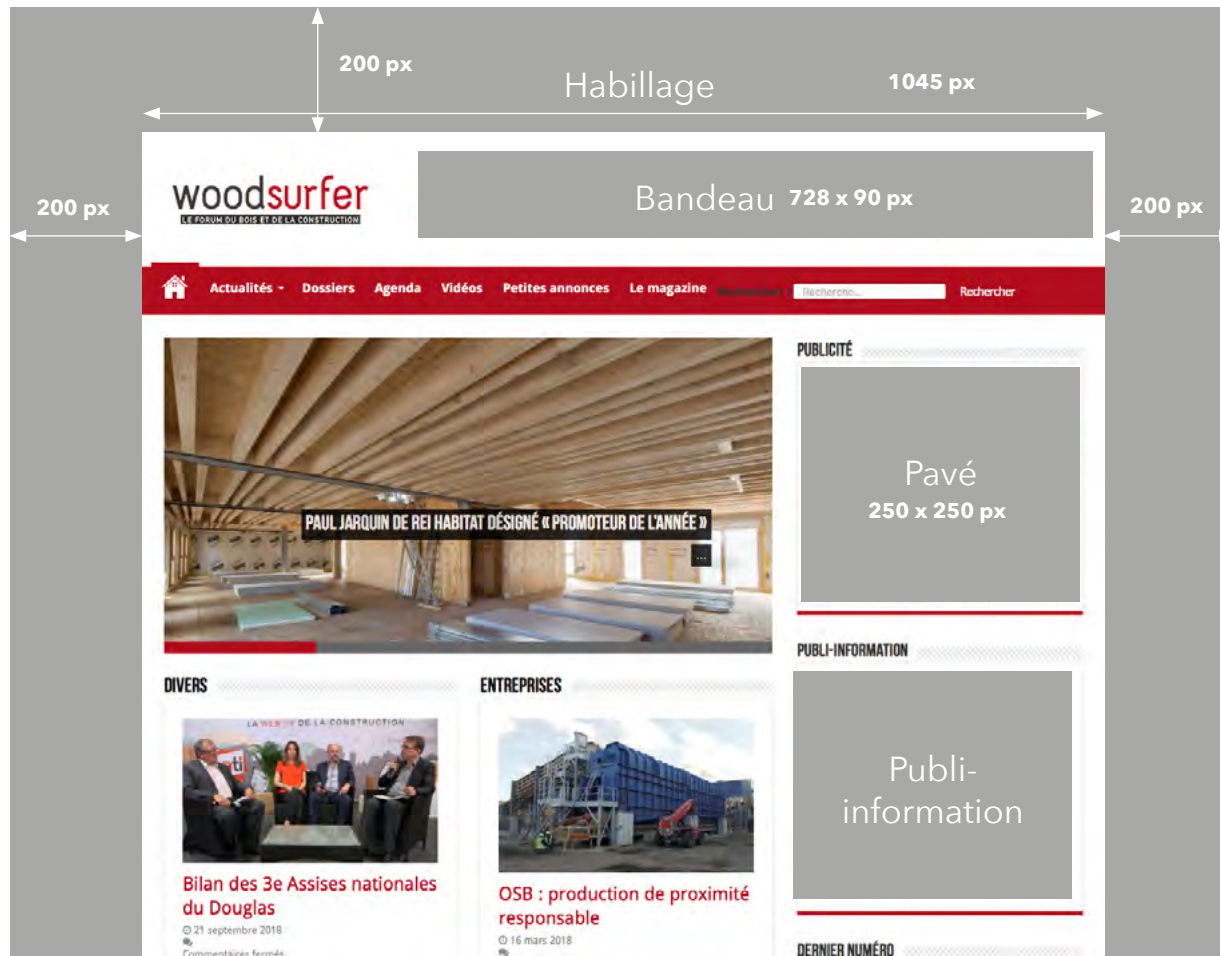 200 px
Habillage
1045 px
woodsurfer
LE FORUM DU BOIS ET DE LA CONSTRUCTION
Bandeau 728 x 90 px
200 px
200 px
Actualités Dossiers Agenda Vidéos Petites annonces Le magazine Rechercher : Recherche... Rechercher
PUBLICITÉ
Pavé
250 x 250 px
PAUL JARQUIN DE REI HABITAT DÉSIGNÉ « PROMOTEUR DE L'ANNÉE »
...
PUBLI-INFORMATION
Publi-
information
DIVERS
ENTREPRISES
LA WEB TV DE LA CONSTRUCTION
Bilan des 3e Assises nationales
du Douglas
21 septembre 2018
Commentaires fermés
OSB : production de proximité
responsable
16 mars 2018
DERNIER NUMÉRO